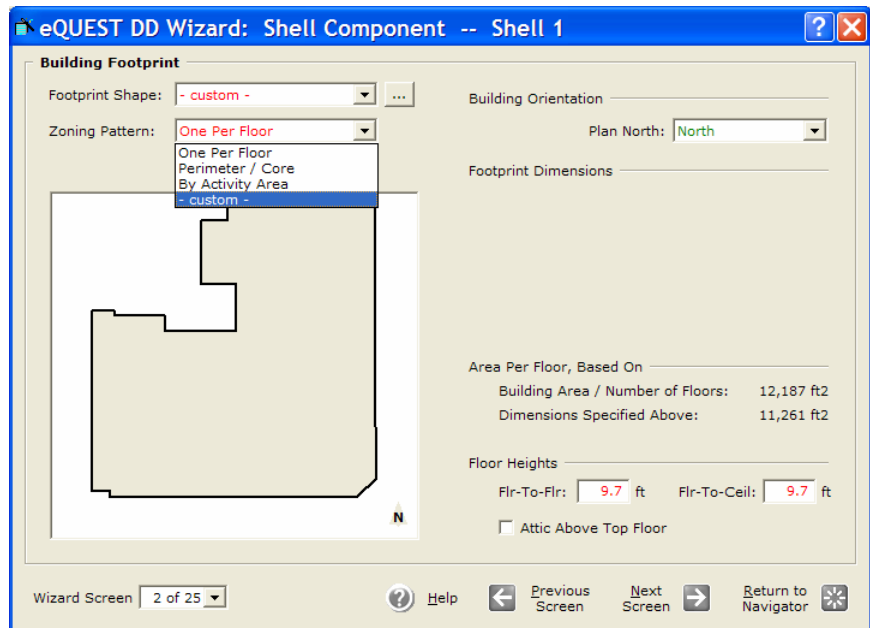 eQUEST DD Wizard: Shell Component -- Shell 1
Building Footprint
Footprint Shape: - custom - ...
Zoning Pattern: One Per Floor
One Per Floor
Perimeter / Core
By Activity Area
- custom -
N
Building Orientation
Plan North: North
Footprint Dimensions
Area Per Floor, Based On
Building Area / Number of Floors: 12,187 ft2
Dimensions Specified Above: 11,261 ft2
Floor Heights
Flr-To-Flr: 9.7 ft Flr-To-Ceil: 9.7 ft
Attic Above Top Floor
Wizard Screen 2 of 25
? Help
Previous
Screen
Next
Screen
Return to
Navigator